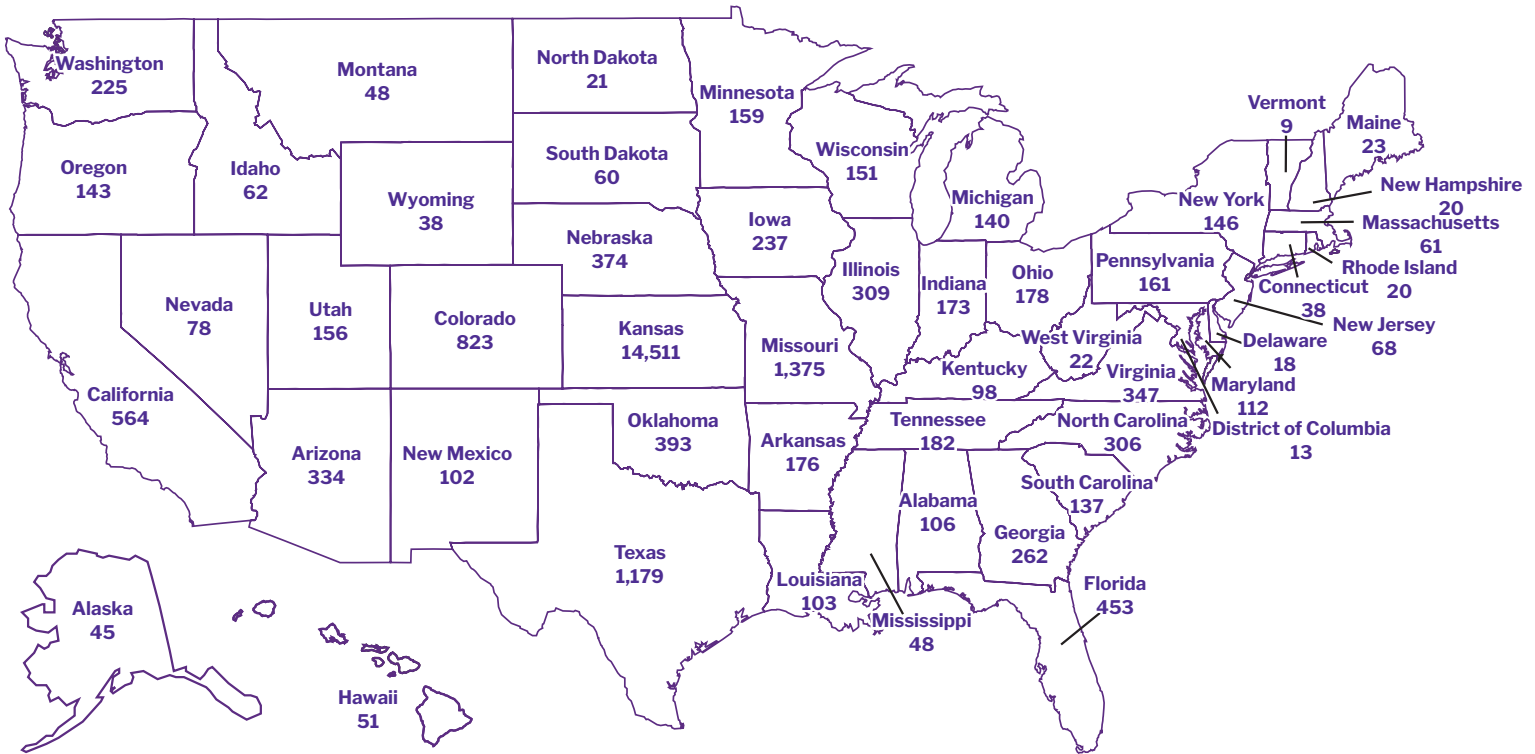 Washington
225
Montana
48
North Dakota
21
Minnesota
159
Vermont
9
Maine
23
Oregon
143
Idaho
62
Wyoming
38
South Dakota
60
Wisconsin
151
Michigan
140
New York
146
New Hampshire
20
Massachusetts
61
Rhode Island
20
Connecticut
38
New Jersey
68
Nebraska
374
Iowa
237
Illinois
309
Indiana
173
Ohio
178
Pennsylvania
161
Nevada
78
Utah
156
Colorado
823
Kansas
14,511
Missouri
1,375
Kentucky
98
West Virginia
22
Virginia
347
Delaware
18
Maryland
112
District of Columbia
13
California
564
Arizona
334
New Mexico
102
Oklahoma
393
Arkansas
176
Tennessee
182
North Carolina
306
South Carolina
137
Texas
1,179
Louisiana
103
Mississippi
48
Alabama
106
Georgia
262
Florida
453
Alaska
45
Hawaii
51